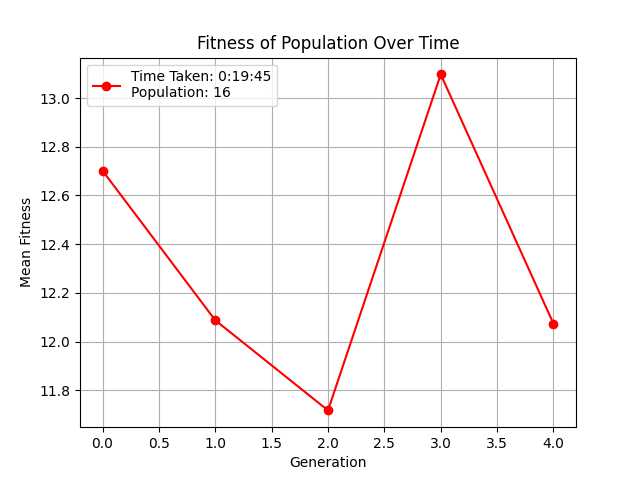 Fitness of Population Over Time
Time Taken: 0:19:45
Population: 16
13.0
12.8
12.6
12.4
12.2
12.0
11.8
Mean Fitness
0.0 0.5 1.0 1.5 2.0 2.5 3.0 3.5 4.0
Generation